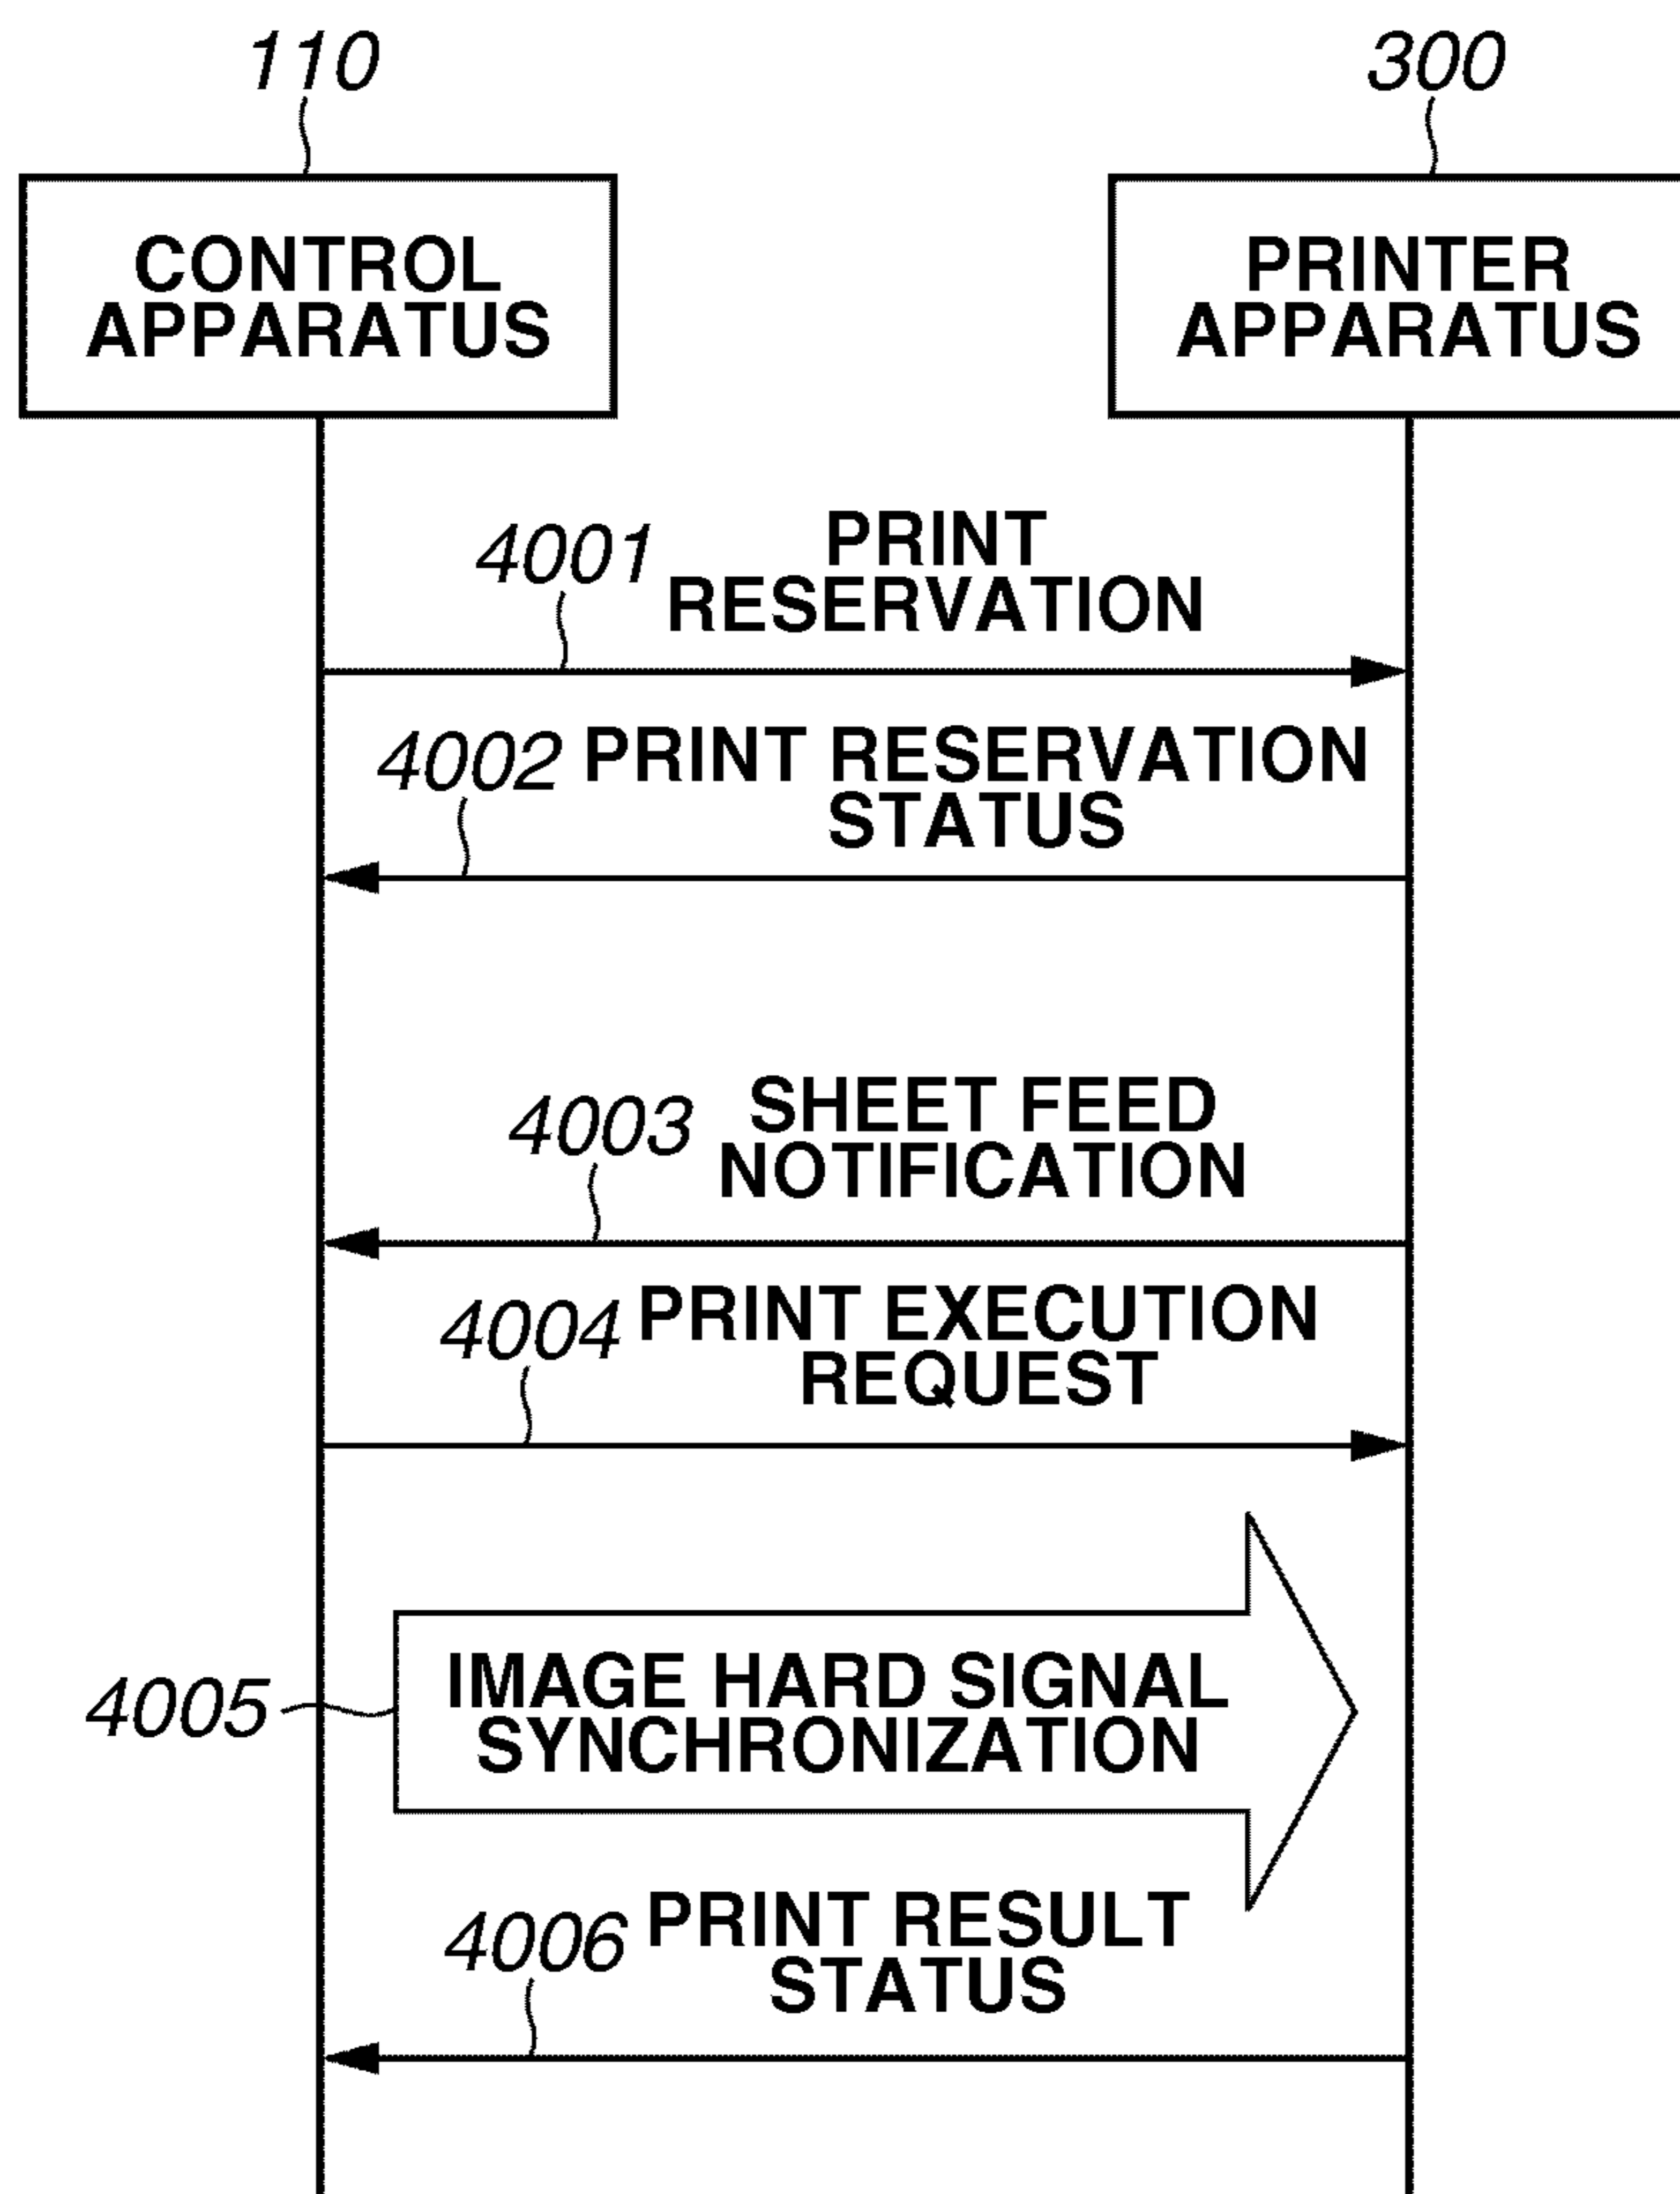 110
300
CONTROL
APPARATUS
PRINTER
APPARATUS
4001
PRINT
RESERVATION
4002
PRINT RESERVATION
STATUS
4003
SHEET FEED
NOTIFICATION
4004
PRINT EXECUTION
REQUEST
4005
IMAGE HARD SIGNAL
SYNCHRONIZATION
4006
PRINT RESULT
STATUS